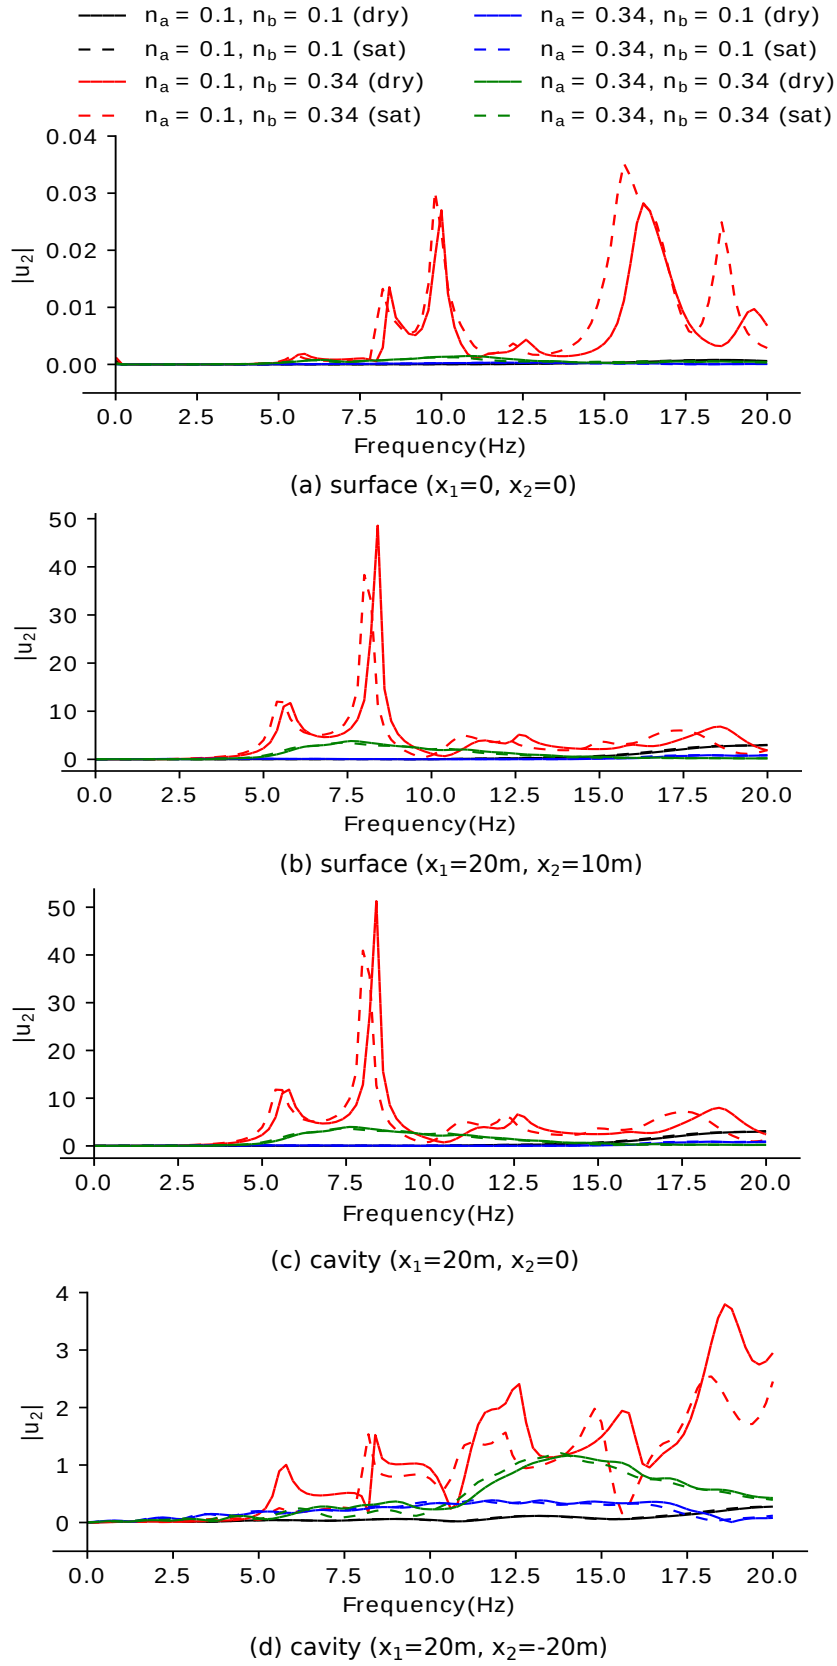 n_a = 0.1, n_b = 0.1 (dry) n_a = 0.34, n_b = 0.1 (dry)
n_a = 0.1, n_b = 0.1 (sat) n_a = 0.34, n_b = 0.1 (sat)
n_a = 0.1, n_b = 0.34 (dry) n_a = 0.34, n_b = 0.34 (dry)
n_a = 0.1, n_b = 0.34 (sat) n_a = 0.34, n_b = 0.34 (sat)
0.04
0.03
0.02
0.01
0.00
|u₂|
0.0 2.5 5.0 7.5 10.0 12.5 15.0 17.5 20.0
Frequency(Hz)
(a) surface (x₁=0, x₂=0)
50
40
30
20
10
0
|u₂|
0.0 2.5 5.0 7.5 10.0 12.5 15.0 17.5 20.0
Frequency(Hz)
(b) surface (x₁=20m, x₂=10m)
50
40
30
20
10
0
|u₂|
0.0 2.5 5.0 7.5 10.0 12.5 15.0 17.5 20.0
Frequency(Hz)
(c) cavity (x₁=20m, x₂=0)
4
3
2
1
0
|u₂|
0.0 2.5 5.0 7.5 10.0 12.5 15.0 17.5 20.0
Frequency(Hz)
(d) cavity (x₁=20m, x₂=-20m)